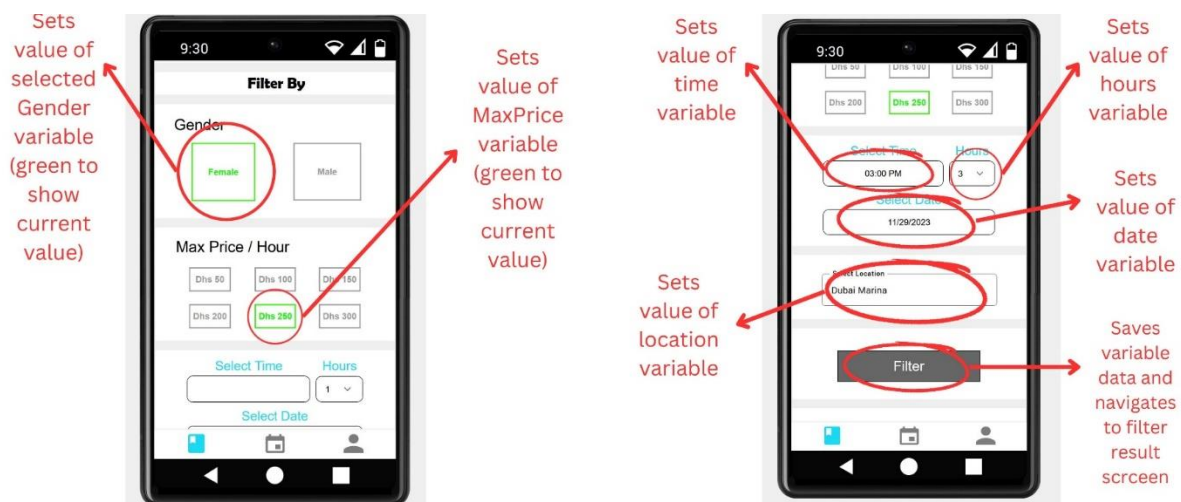 Sets
value of
selected
Gender
variable
(green to
show
current
value)
9:30
Filter By
Gender
Female
Male
Max Price / Hour
Dhs 50
Dhs 100
Dhs 150
Dhs 200
Dhs 250
Dhs 300
Select Time
Hours
1
Select Date
Sets
value of
MaxPrice
variable
(green to
show
current
value)
Sets
value of
time
variable
9:30
Dhs 50
Dhs 100
Dhs 150
Dhs 200
Dhs 250
Dhs 300
Select Time
Hours
03:00 PM
3
Select Date
11/29/2023
Select Location
Dubai Marina
Filter
Sets
value of
hours
variable
Sets
value of
date
variable
Sets
value of
location
variable
Saves
variable
data and
navigates
to filter
result
scrceen